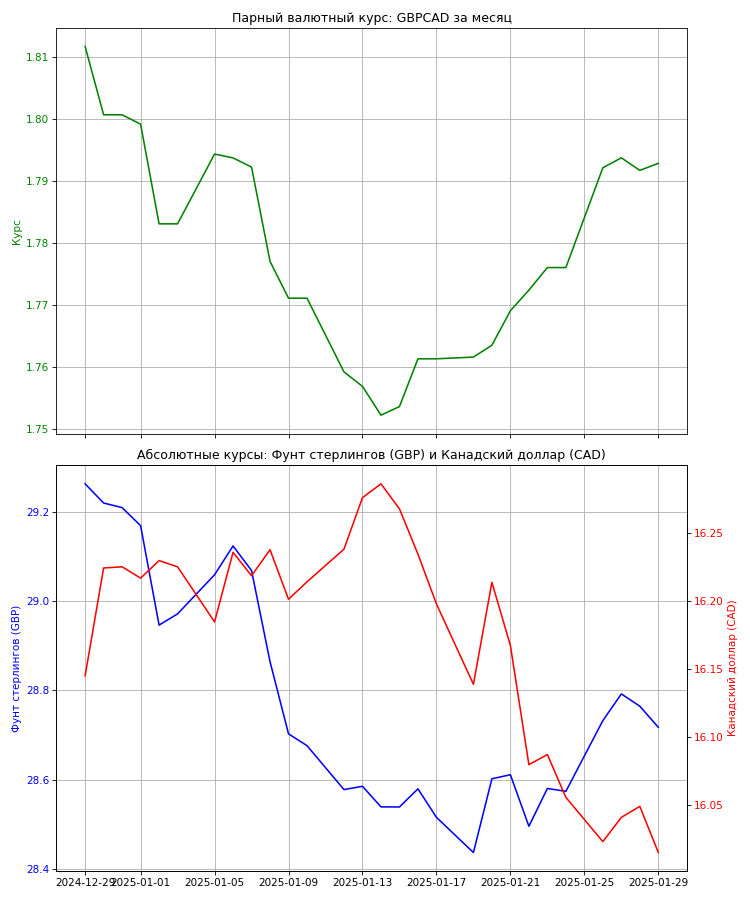 Парный валютный курс: GBPCAD за месяц
Курс
1.81
1.80
1.79
1.78
1.77
1.76
1.75
Абсолютные курсы: Фунт стерлингов (GBP) и Канадский доллар (CAD)
Фунт стерлингов (GBP)
29.2
29.0
28.8
28.6
28.4
16.25
16.20
16.15
16.10
16.05
Канадский доллар (CAD)
2024-12-29 2025-01-01 2025-01-05 2025-01-09 2025-01-13 2025-01-17 2025-01-21 2025-01-25 2025-01-29